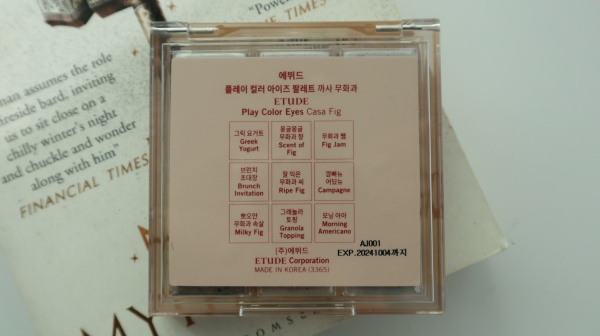 "Powe
THE TIMES
man assumes the role
ireside bard, inviting
us to sit close on a
chilly winter's night
and chuckle and wonder
along with him"
FINANCIAL TIMES
에뛰드
플레이 컬러 아이즈 팔레트 까사 무화과
ETUDE
Play Color Eyes Casa Fig
그릭 요거트
Greek
Yogurt
몽글몽글
무화과 향
Scent of
Fig
무화과 쨈
Fig Jam
브런치
초대장
Brunch
Invitation
잘 익은
무화과 씨
Ripe Fig
깜빠뉴
어딨뉴
Campagne
뽀오얀
무화과 속살
Milky Fig
그래놀라
토핑
Granola
Topping
모닝 아아
Morning
Americano
(주)에뛰드
ETUDE Corporation
MADE IN KOREA (3365)
AJ001
EXP.20241004까지
MY